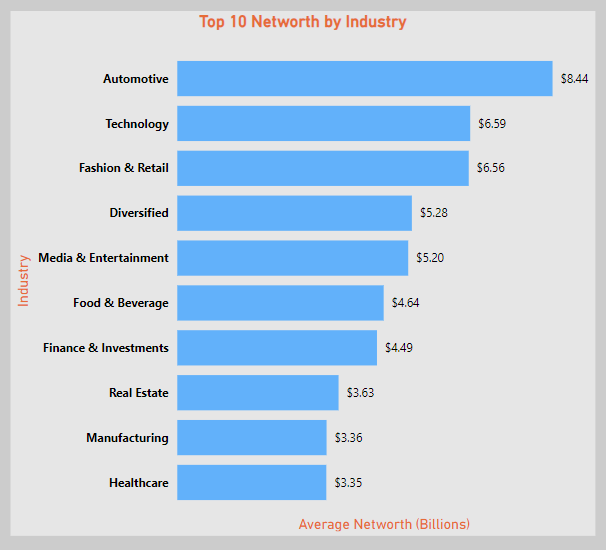 Top 10 Networth by Industry
Automotive $8.44
Technology $6.59
Fashion & Retail $6.56
Diversified $5.28
Media & Entertainment $5.20
Food & Beverage $4.64
Finance & Investments $4.49
Real Estate $3.63
Manufacturing $3.36
Healthcare $3.35
Industry
Average Networth (Billions)